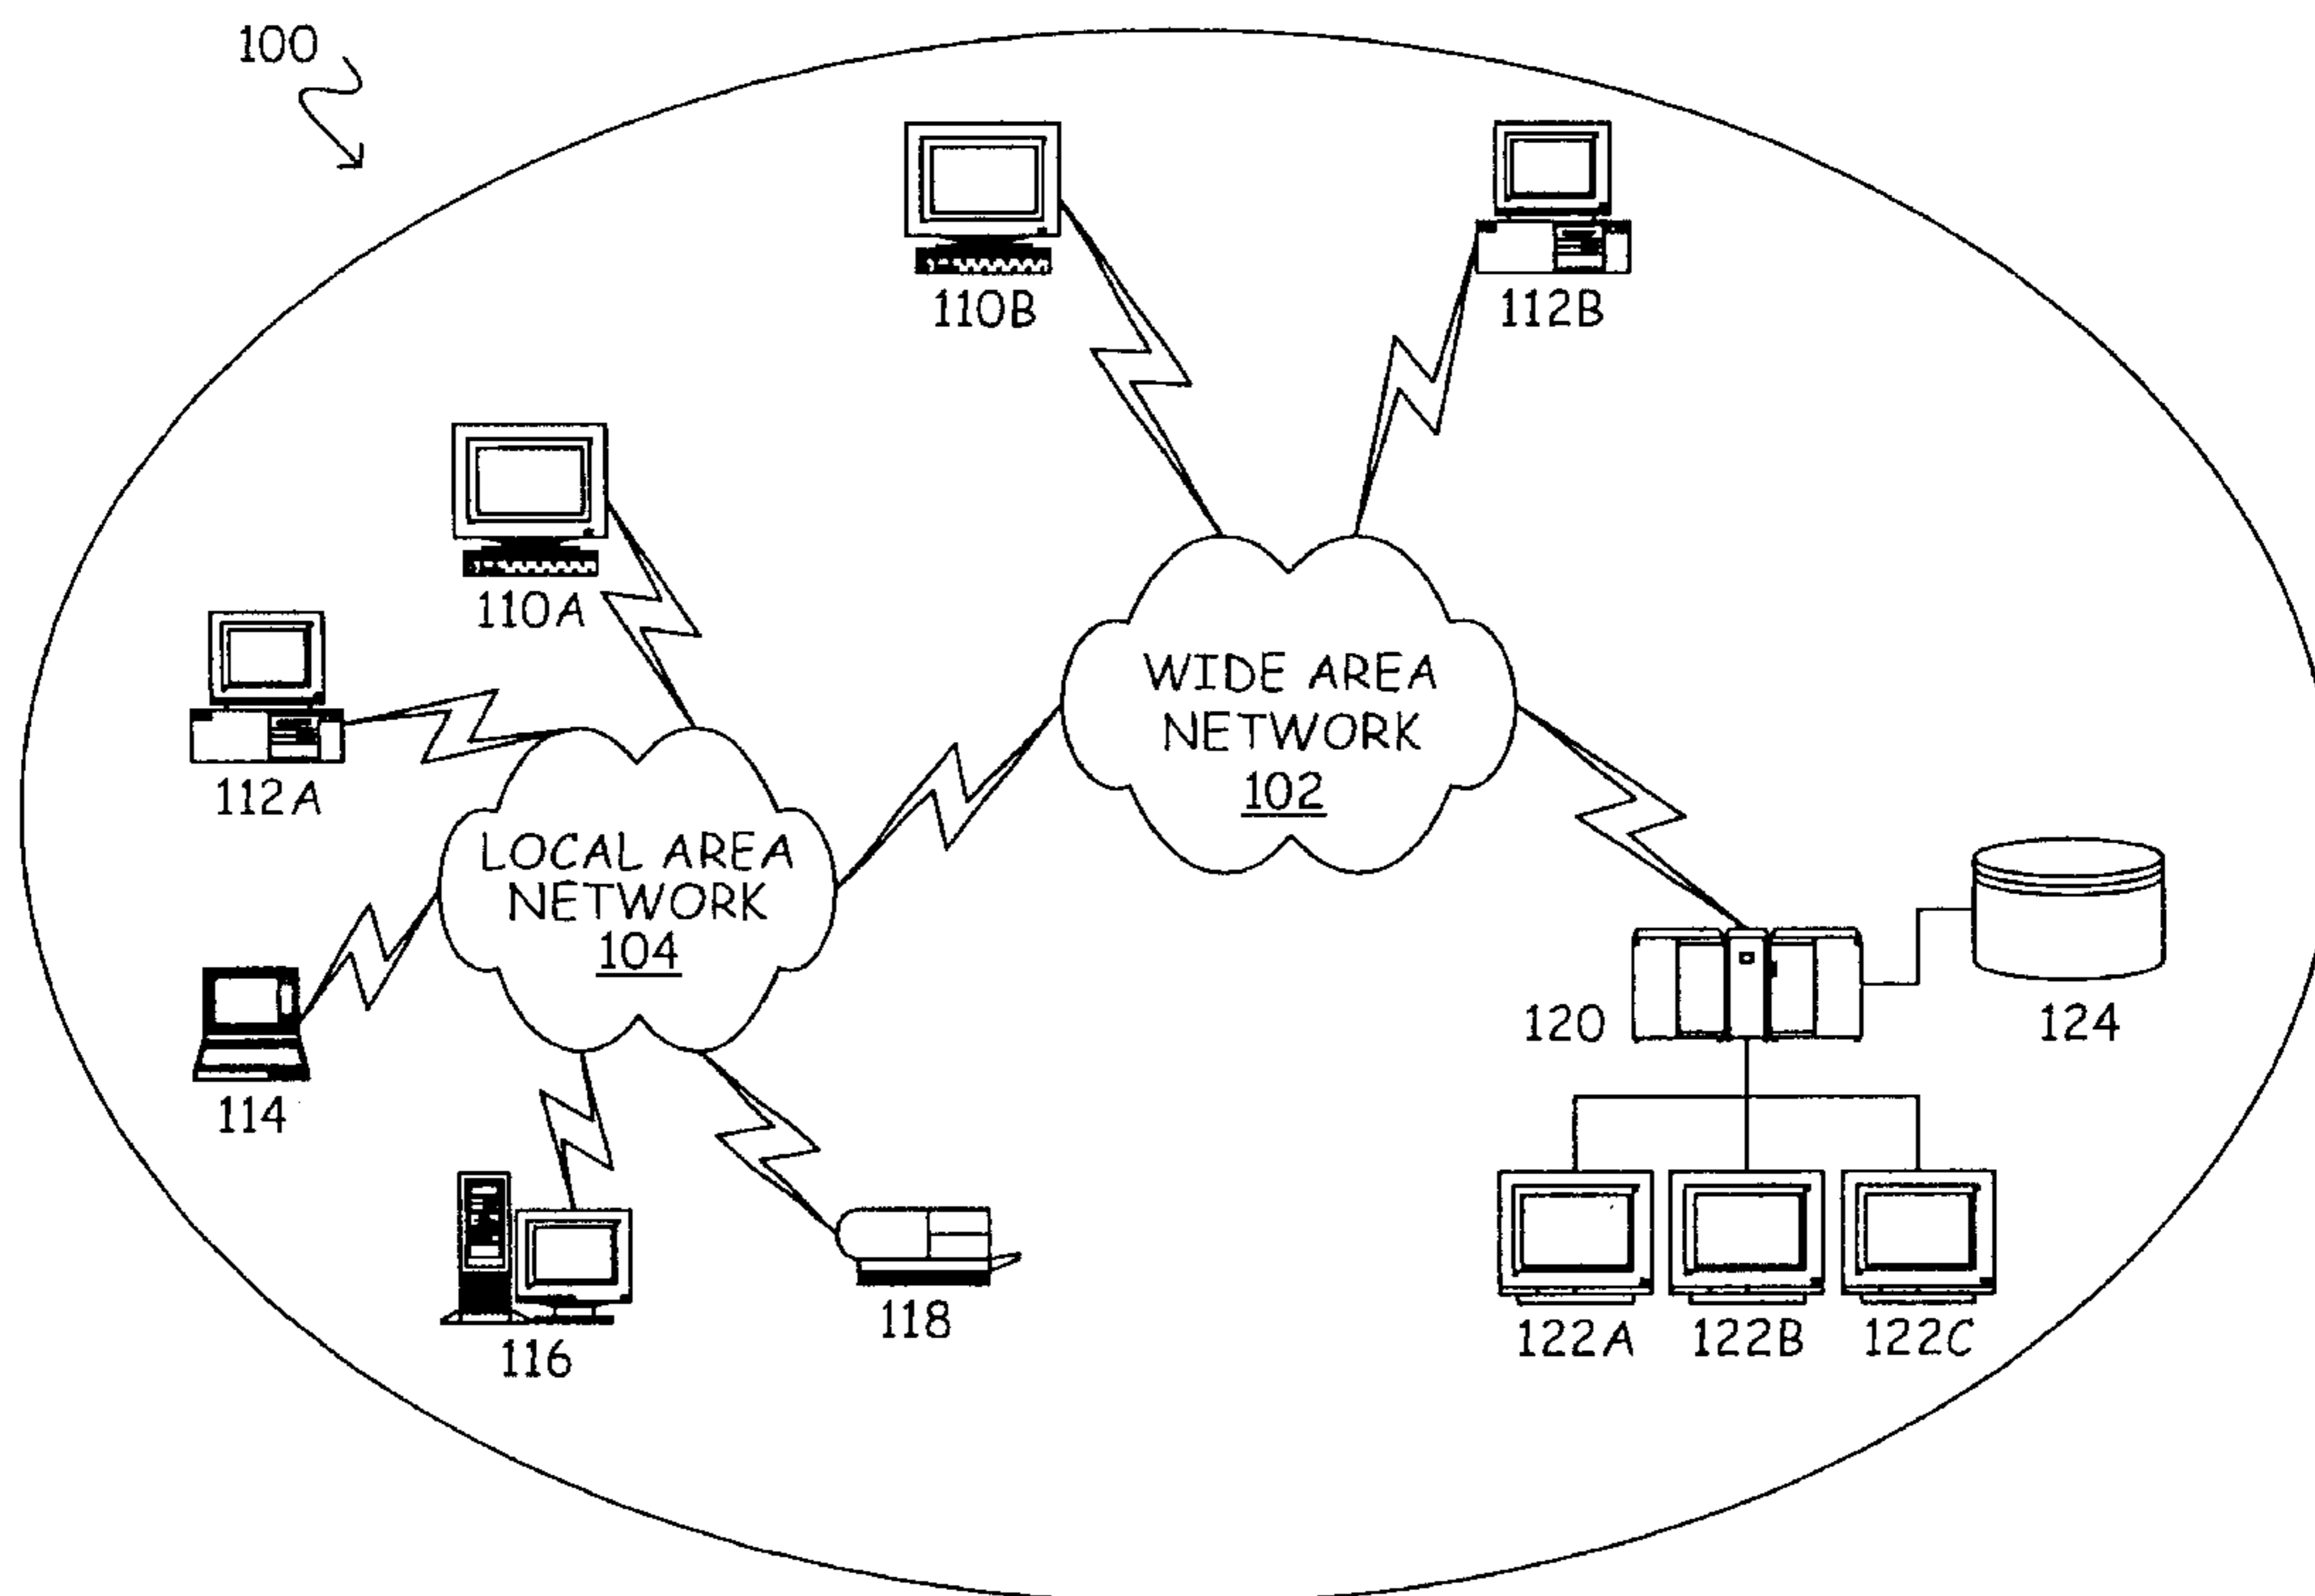 100
110B
112B
110A
WIDE AREA
NETWORK
102
112A
LOCAL AREA
NETWORK
104
120
124
114
116
118
122A
122B
122C